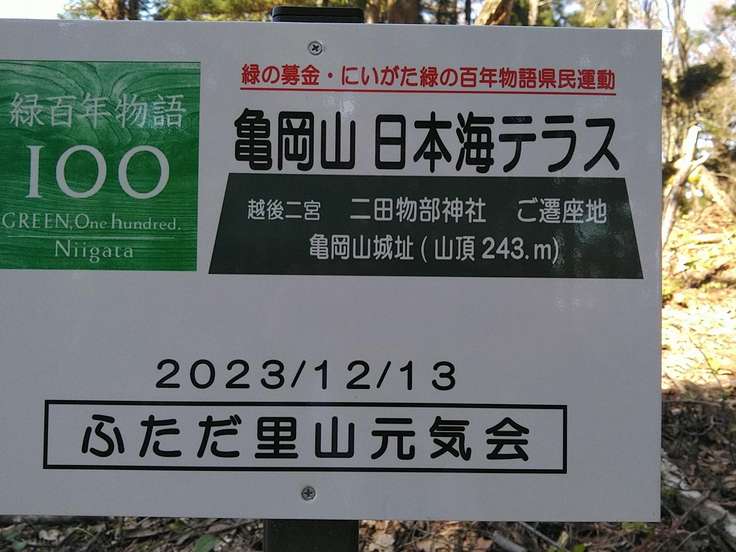 緑百年物語
100
GREEN, One hundred.
Niigata
緑の募金・にいがた緑の百年物語県民運動
亀岡山 日本海テラス
越後二宮 二田物部神社 ご遷座地
亀岡山城址(山頂243.m)
2023/12/13
ふただ里山元気会